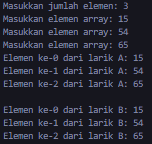 Masukkan jumlah elemen: 3
Masukkan elemen array: 15
Masukkan elemen array: 54
Masukkan elemen array: 65
Elemen ke-0 dari larik A: 15
Elemen ke-1 dari larik A: 54
Elemen ke-2 dari larik A: 65

Elemen ke-0 dari larik B: 15
Elemen ke-1 dari larik B: 54
Elemen ke-2 dari larik B: 65